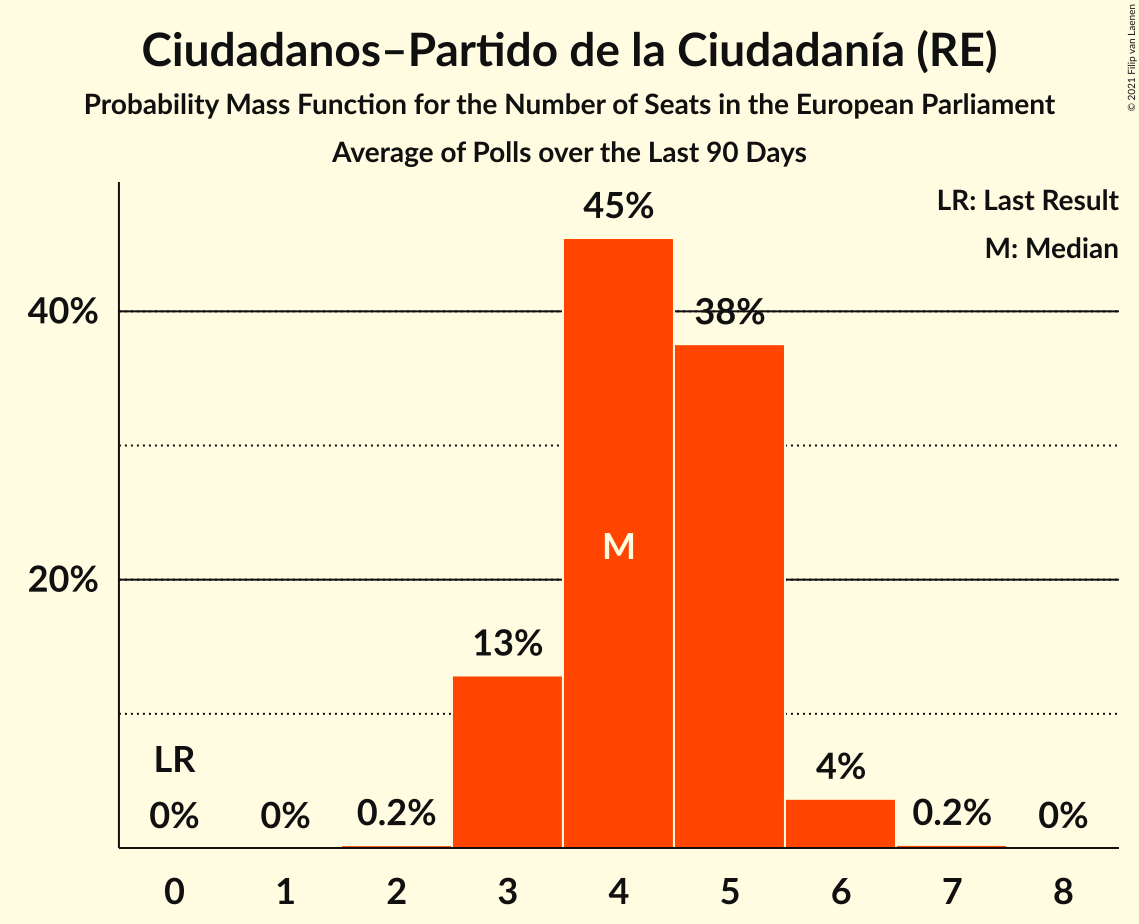 Ciudadanos–Partido de la Ciudadanía (RE)
Probability Mass Function for the Number of Seats in the European Parliament
Average of Polls over the Last 90 Days
© 2021 Filip van Laenen
LR: Last Result
M: Median
45%
40%
38%
M
20%
13%
LR
0%
0%
0.2%
4%
0.2%
0%
0 1 2 3 4 5 6 7 8